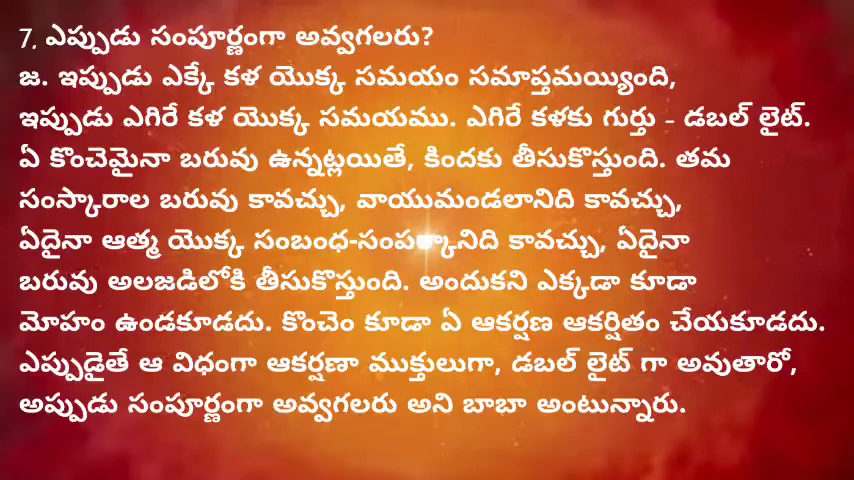 7, ఎప్పుడు సంపూర్ణంగా అవ్వగలరు?
జ. ఇప్పుడు ఎక్కే కళ యొక్క సమయం సమాప్తమయ్యింది,
ఇప్పుడు ఎగిరే కళ యొక్క సమయము. ఎగిరే కళకు గుర్తు - డబల్ లైట్.
ఏ కొంచెమైనా బరువు ఉన్నట్లయితే, కిందకు తీసుకొస్తుంది. తమ
సంస్కారాల బరువు కావచ్చు, వాయుమండలానిది కావచ్చు,
ఏదైనా ఆత్మ యొక్క సంబంధ-సంపర్కానిది కావచ్చు, ఏదైనా
బరువు అలజడిలోకి తీసుకొస్తుంది. అందుకని ఎక్కడా కూడా
మోహం ఉండకూడదు. కొంచెం కూడా ఏ ఆకర్షణ ఆకర్షితం చేయకూడదు.
ఎప్పుడైతే ఆ విధంగా ఆకర్షణా ముక్తులుగా, డబల్ లైట్ గా అవుతారో,
అప్పుడు సంపూర్ణంగా అవ్వగలరు అని బాబా అంటున్నారు.